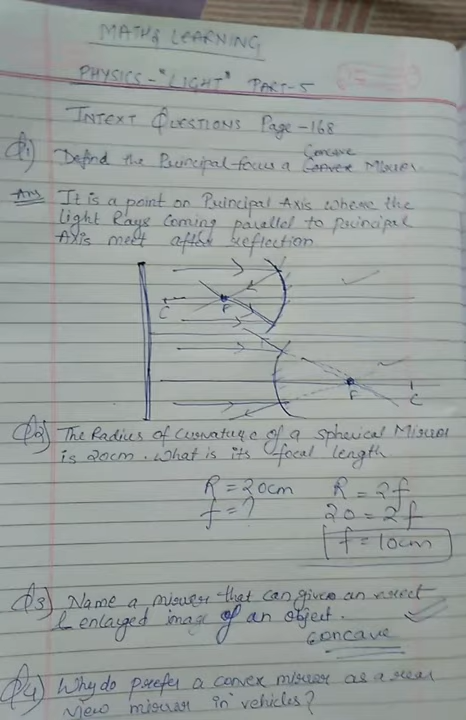 MATHS LEARNING
PHYSICS - "LIGHT" PART-5
INTEXT QUESTIONS Page-168
Q1) Defind the Principal focus a Convex Mirror
Concave
Ans It is a point on Principal Axis where the
Light Rays Coming parallel to principal
Axis meet after reflection
C F
F C
Q2) The Radius of Curvature of a spherical Mirror
is 20cm. What is its focal length
R = 20cm R = 2f
f = ? 20 = 2f
f = 10cm
Q3) Name a mirror that can given an erect
& enlarged image of an object.
Concave
Q4) Why do prefer a convex mirror as a rear
View mirror in vehicles?